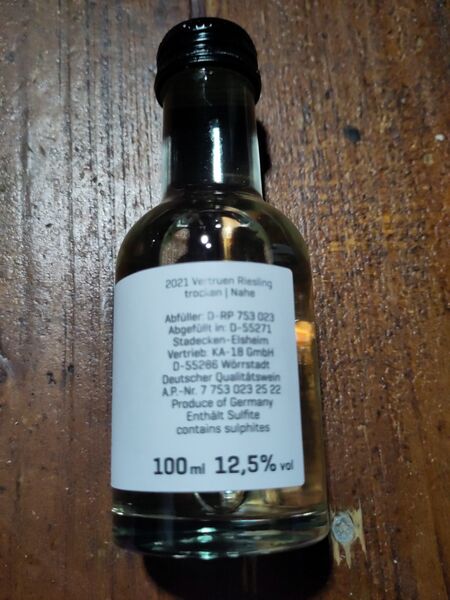 2021 Vertruen Riesling
trocken | Nahe
Abfüller: D-RP 753 023
Abgefüllt in: D-55271
Stadecken-Elsheim
Vertrieb: KA-18 GmbH
D-55286 Wörrstadt
Deutscher Qualitätswein
A.P.-Nr. 7 753 023 25 22
Produce of Germany
Enthält Sulfite
contains sulphites
100 ml 12,5% vol